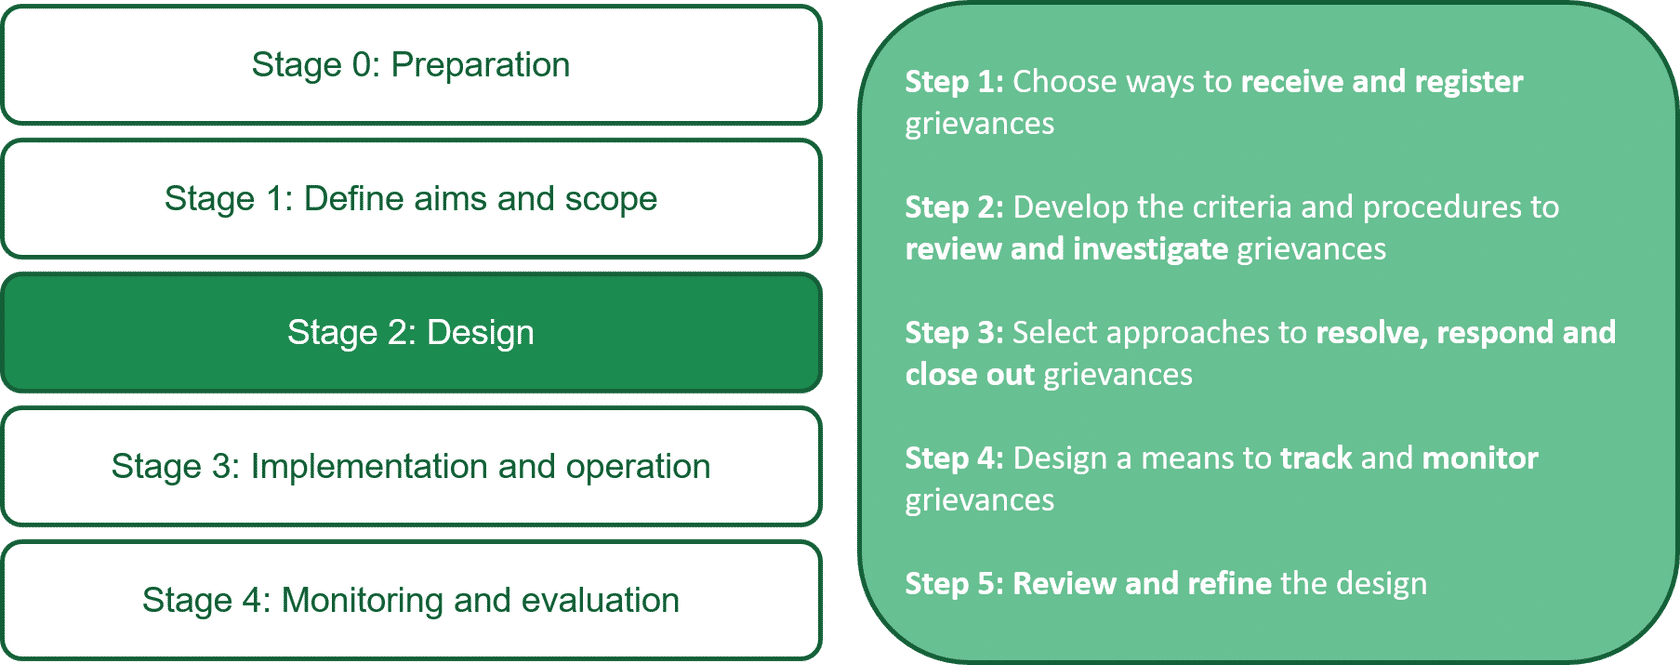 Stage 0: Preparation
Stage 1: Define aims and scope
Stage 2: Design
Stage 3: Implementation and operation
Stage 4: Monitoring and evaluation
Step 1: Choose ways to receive and register
grievances
Step 2: Develop the criteria and procedures to
review and investigate grievances
Step 3: Select approaches to resolve, respond and
close out grievances
Step 4: Design a means to track and monitor
grievances
Step 5: Review and refine the design